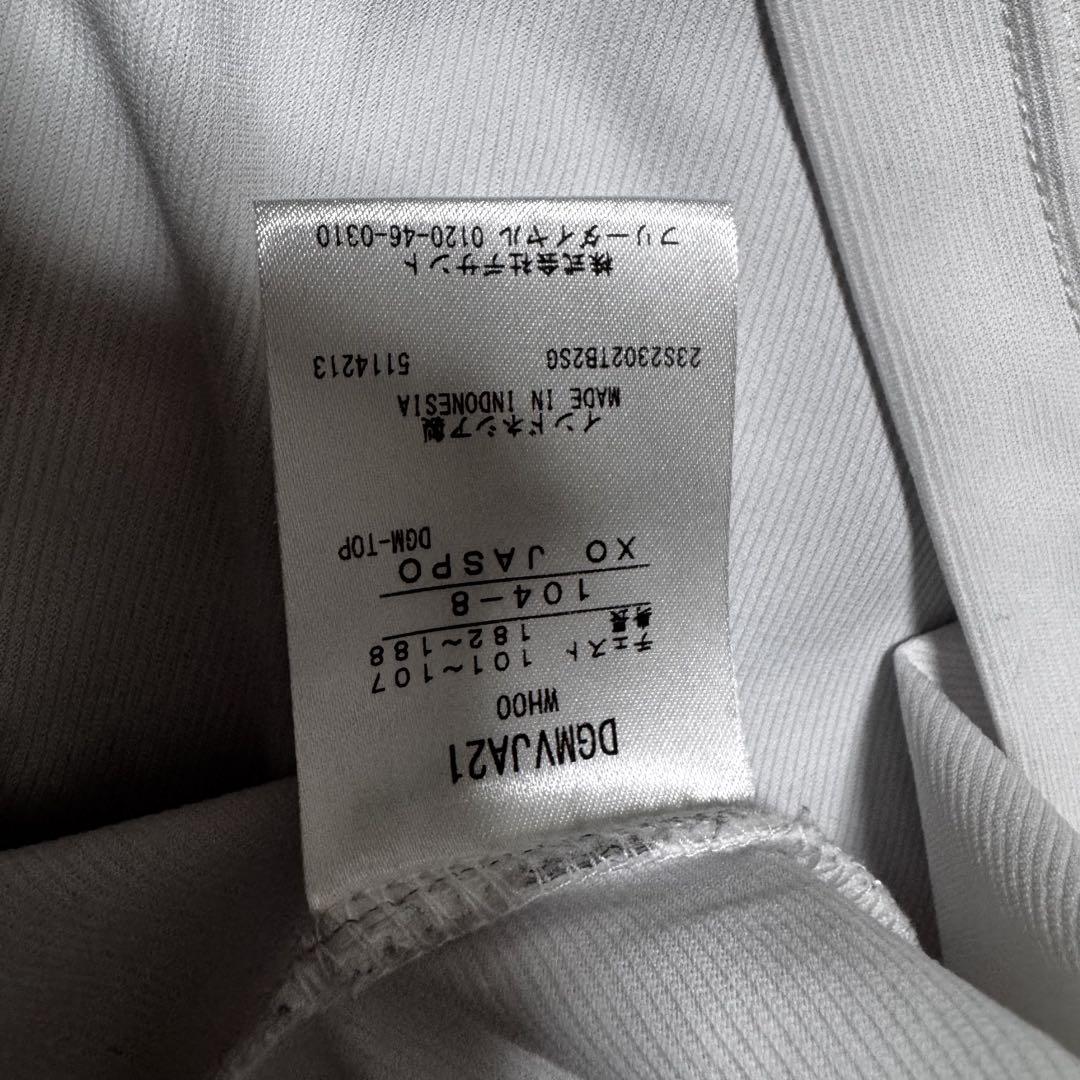 DGMVJA21
WH00
チェスト 101~107
身長 182~188
104-8
XO JASPO
DGM-TOP
インドネシア製
MADE IN INDONESIA
23S2302TB2SG 5114213
株式会社デサント
フリーダイヤル 0120-46-0310